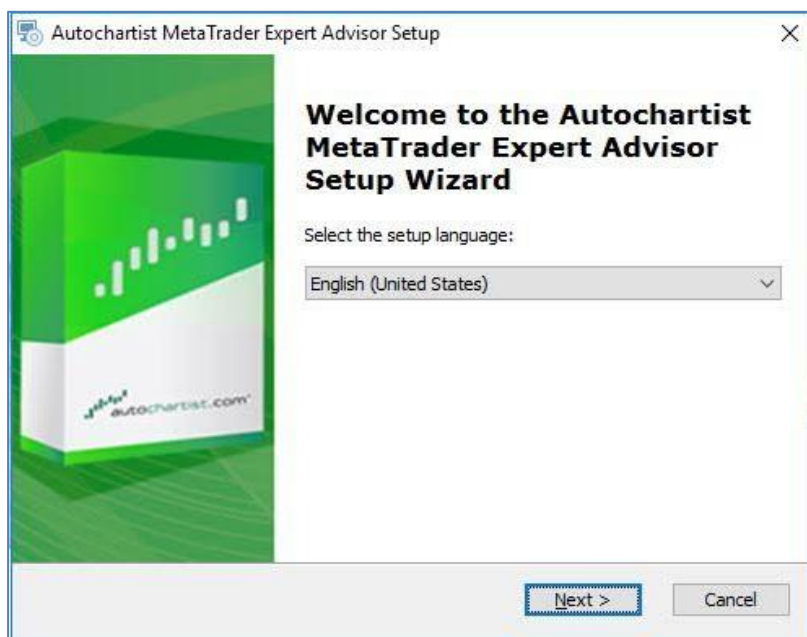 Autochartist MetaTrader Expert Advisor Setup
Welcome to the Autochartist
MetaTrader Expert Advisor
Setup Wizard
Select the setup language:
English (United States)
autochartist.com
Next >
Cancel